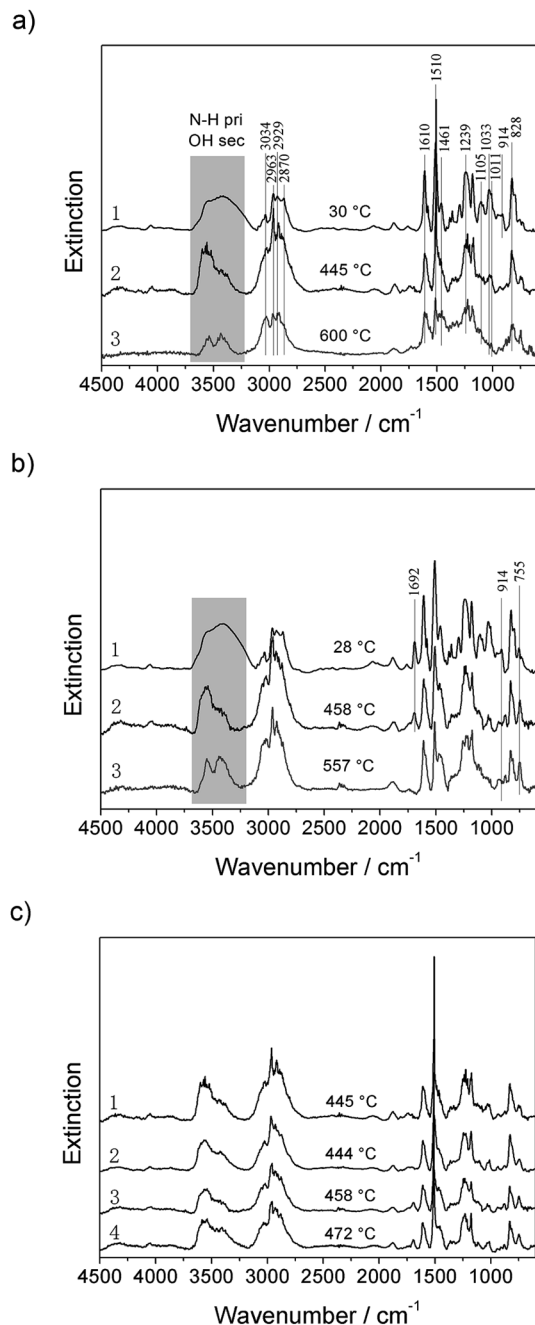 a)
N-H pri
OH sec
3034
2963
2929
2870
1610
1510
1461
1239
1105
1033
1011
914
828
1
30 °C
2
445 °C
3
600 °C
Extinction
4500 4000 3500 3000 2500 2000 1500 1000
Wavenumber / cm-1
b)
1692
914
755
1
28 °C
2
458 °C
3
557 °C
Extinction
4500 4000 3500 3000 2500 2000 1500 1000
Wavenumber / cm-1
c)
1
445 °C
2
444 °C
3
458 °C
4
472 °C
Extinction
4500 4000 3500 3000 2500 2000 1500 1000
Wavenumber / cm-1